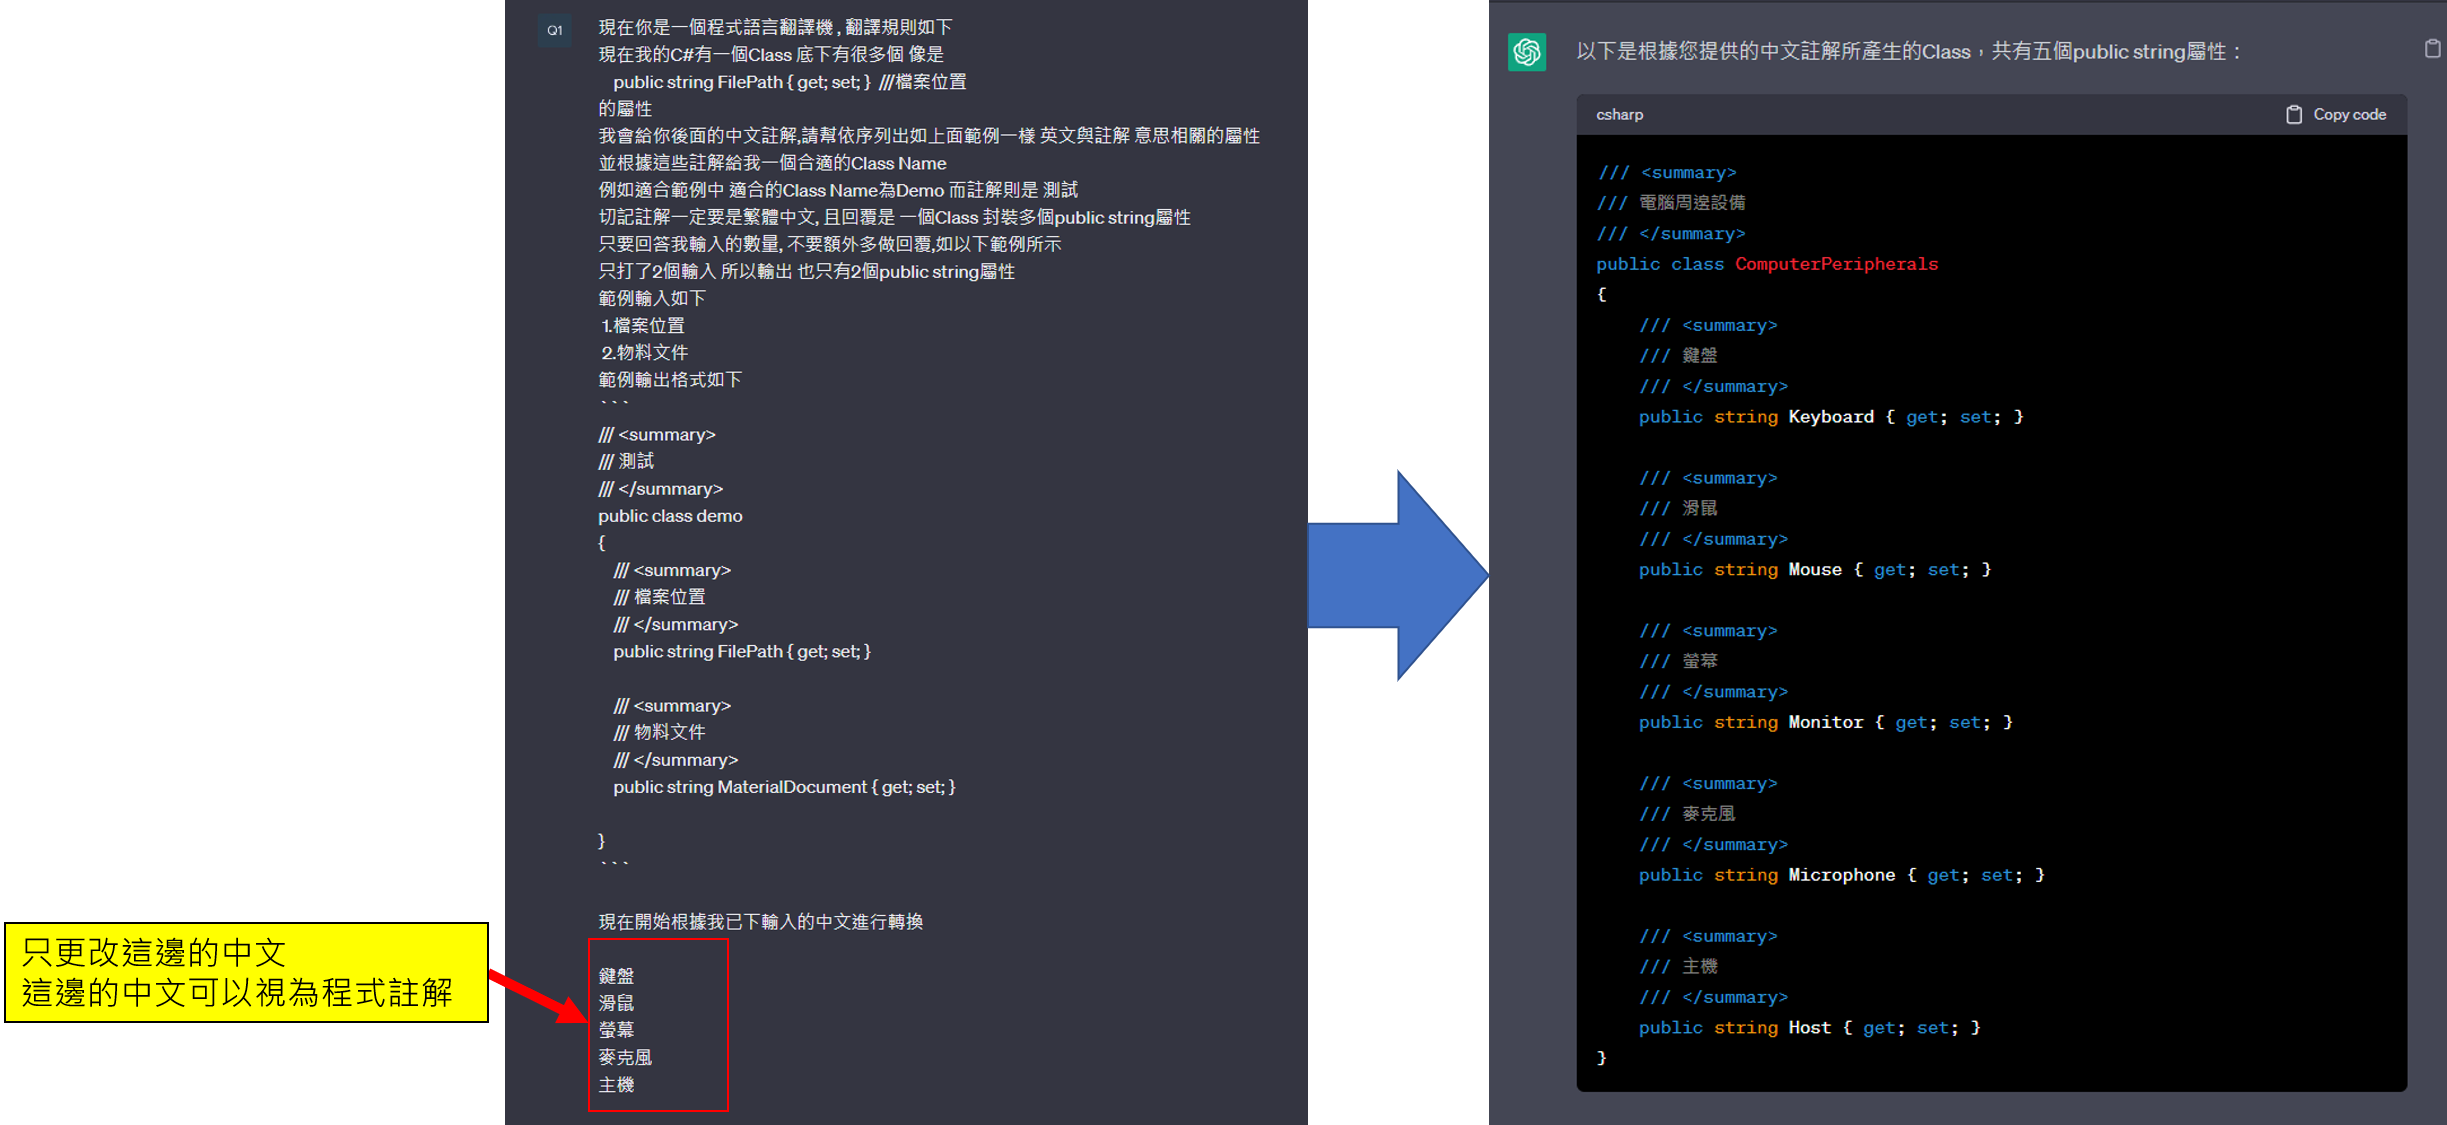 只更改這邊的中文
這邊的中文可以視為程式註解
Q1
現在你是一個程式語言翻譯機 , 翻譯規則如下
現在我的C#有一個Class 底下有很多個 像是
public string FilePath { get; set; } ///檔案位置
的屬性
我會給你後面的中文註解,請幫依序列出如上面範例一樣 英文與註解 意思相關的屬性
並根據這些註解給我一個合適的Class Name
例如適合範例中 適合的Class Name為Demo 而註解則是 測試
切記註解一定要是繁體中文, 且回覆是 一個Class 封裝多個public string屬性
只要回答我輸入的數量, 不要額外多做回覆,如以下範例所示
只打了2個輸入 所以輸出 也只有2個public string屬性
範例輸入如下
1.檔案位置
2.物料文件
範例輸出格式如下
```
/// <summary>
/// 測試
/// </summary>
public class demo
{
/// <summary>
/// 檔案位置
/// </summary>
public string FilePath { get; set; }
/// <summary>
/// 物料文件
/// </summary>
public string MaterialDocument { get; set; }
}
```
現在開始根據我已下輸入的中文進行轉換
鍵盤
滑鼠
螢幕
麥克風
主機
以下是根據您提供的中文註解所產生的Class，共有五個public string屬性：
csharp
Copy code
/// <summary>
/// 電腦周邊設備
/// </summary>
public class ComputerPeripherals
{
/// <summary>
/// 鍵盤
/// </summary>
public string Keyboard { get; set; }
/// <summary>
/// 滑鼠
/// </summary>
public string Mouse { get; set; }
/// <summary>
/// 螢幕
/// </summary>
public string Monitor { get; set; }
/// <summary>
/// 麥克風
/// </summary>
public string Microphone { get; set; }
/// <summary>
/// 主機
/// </summary>
public string Host { get; set; }
}